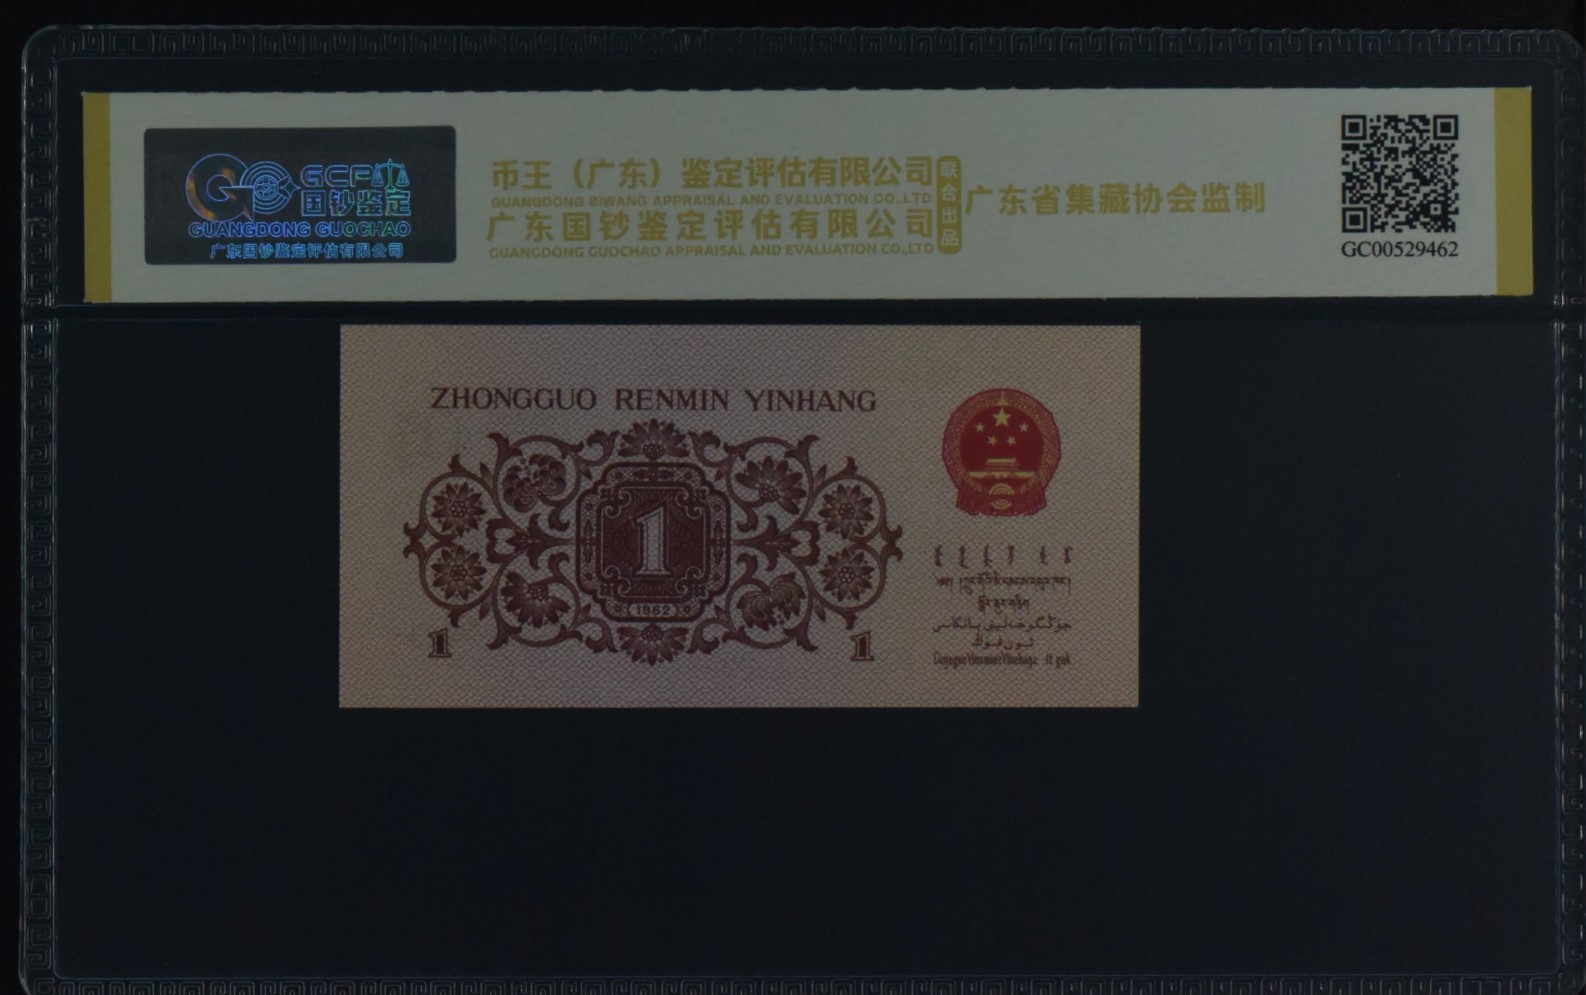 GCPA
国钞鉴定
GUANGDONG GUOCHAO
广东国钞鉴定评估有限公司
币王（广东）鉴定评估有限公司
GUANGDONG BIWANG APPRAISAL AND EVALUATION CO.,LTD
广东国钞鉴定评估有限公司
GUANGDONG GUOCHAO APPRAISAL AND EVALUATION CO.,LTD
联合出品
广东省集藏协会监制
GC00529462
ZHONGGUO RENMIN YINHANG
1
1962
1 1